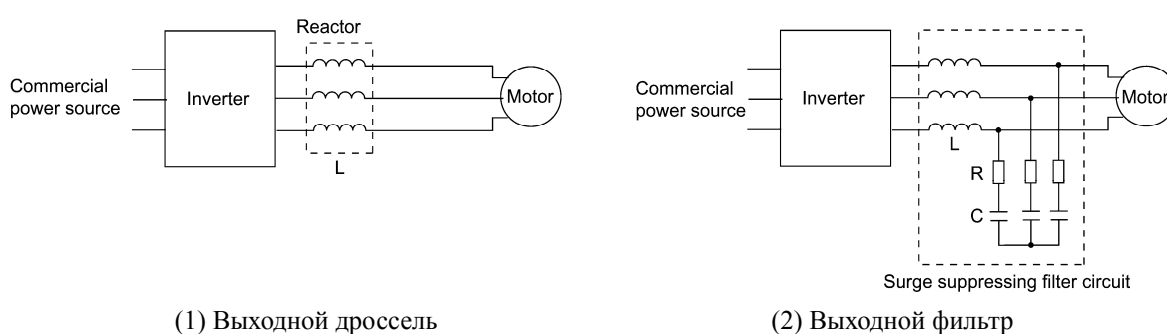 Reactor
Commercial
power source
Inverter
Motor
L
(1) Выходной дроссель
Commercial
power source
Inverter
Motor
L
R
C
Surge suppressing filter circuit
(2) Выходной фильтр